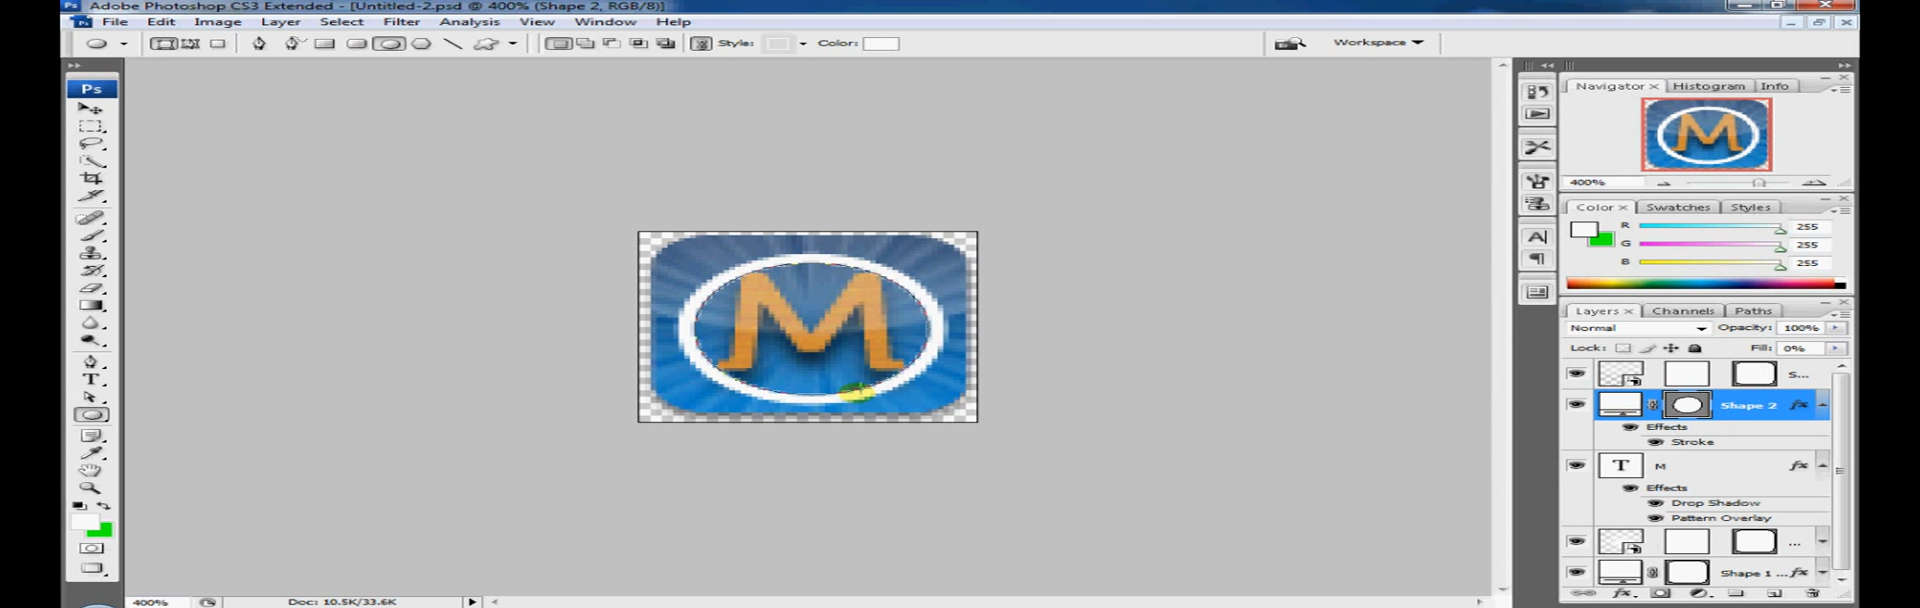 Adobe Photoshop CS3 Extended - [Untitled-2.psd @ 400% (Shape 2, RGB/8)]
File Edit Image Layer Select Filter Analysis View Window Help
Style: Color: Workspace
Ps
Navigator Histogram Info
M
400%
Color Swatches Styles
R 255
G 255
B 255
M
Layers Channels Paths
Normal Opacity: 100%
Lock: Fill: 0%
S...
Shape 2 fx
Effects
Stroke
T M fx
Effects
Drop Shadow
Pattern Overlay
...
Shape 1 ... fx
400% Doc: 10.5K/33.6K